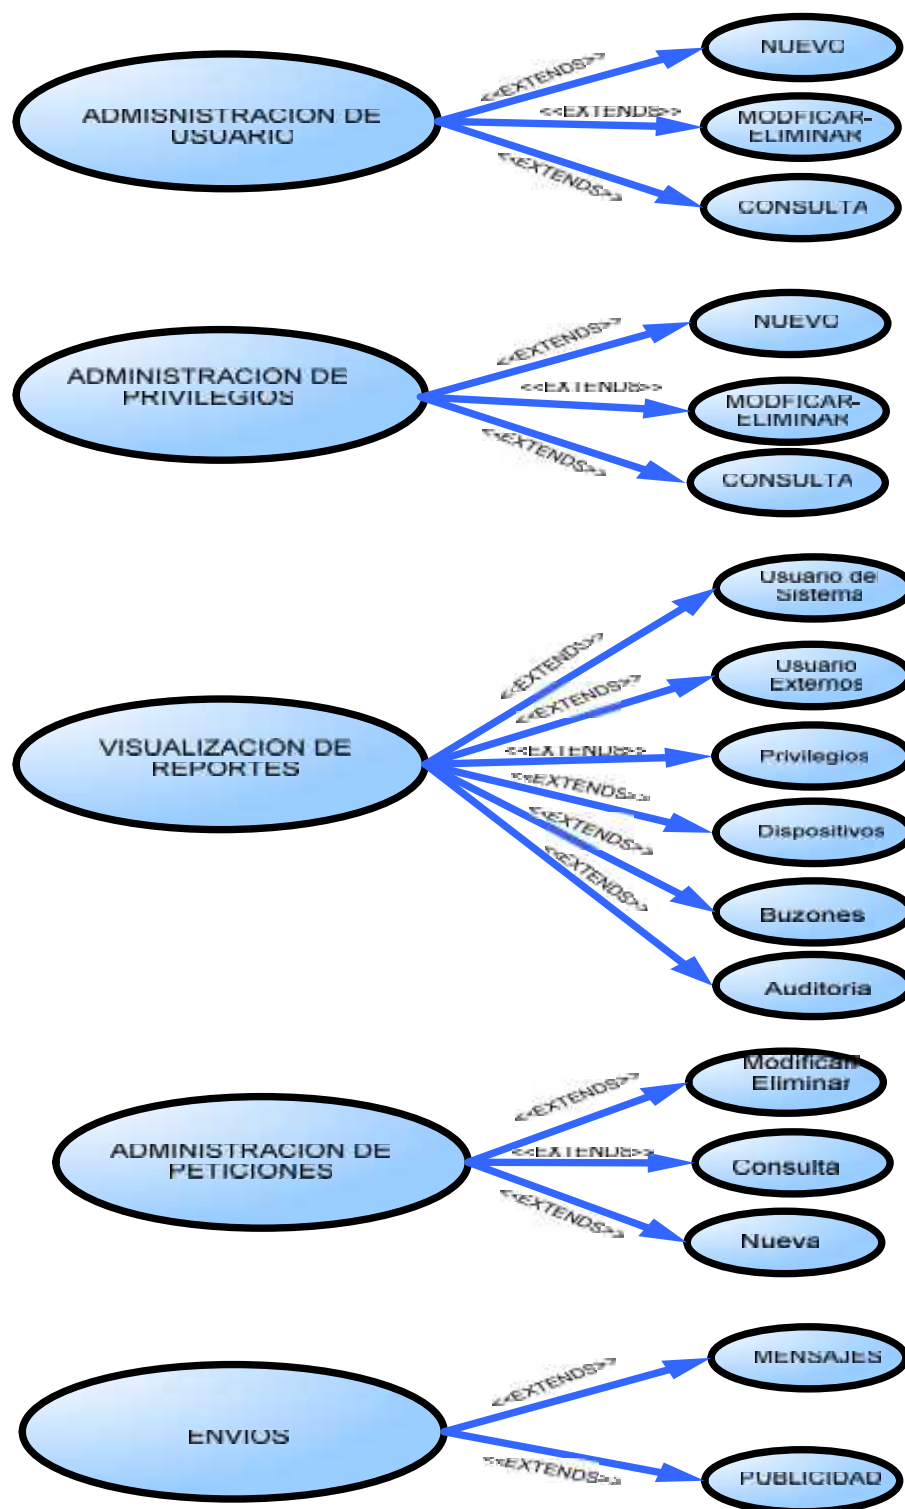 ADMISNISTRACION DE
USUARIO
<<EXTENDS>>
NUEVO
<<EXTENDS>>
MODFICAR-
ELIMINAR
<<EXTENDS>>
CONSULTA
ADMINISTRACION DE
PRIVILEGIOS
<<EXTENDS>>
NUEVO
<<EXTENDS>>
MODFICAR-
ELIMINAR
<<EXTENDS>>
CONSULTA
VISUALIZACION DE
REPORTES
<<EXTENDS>>
Usuario del
Sistema
<<EXTENDS>>
Usuario
Externos
<<EXTENDS>>
Privilegios
<<EXTENDS>>
Dispositivos
<<EXTENDS>>
Buzones
<<EXTENDS>>
Auditoria
ADMINISTRACION DE
PETICIONES
<<EXTENDS>>
Modificar/
Eliminar
<<EXTENDS>>
Consulta
<<EXTENDS>>
Nueva
ENVIOS
<<EXTENDS>>
MENSAJES
<<EXTENDS>>
PUBLICIDAD